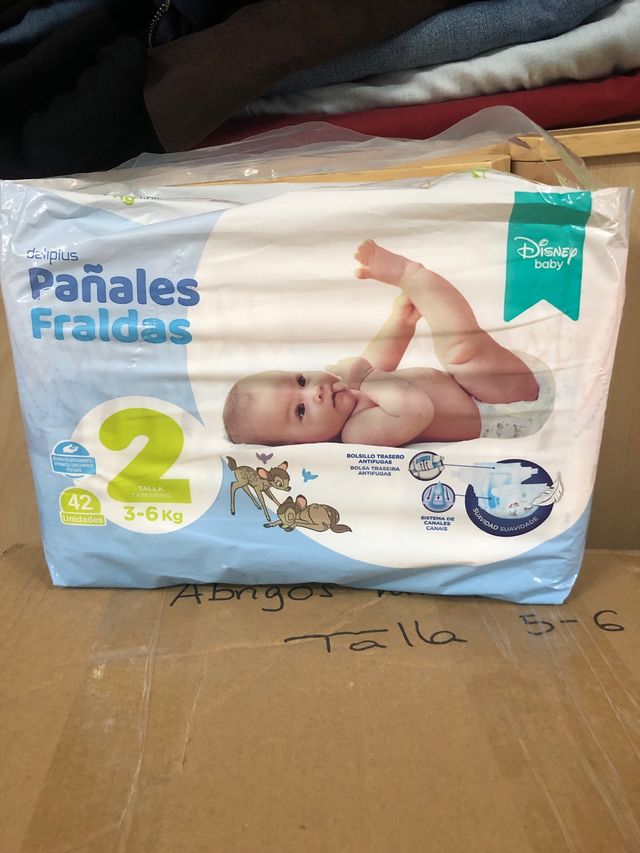 deliplus
Pañales
Fraldas
Disney
baby
2
TALLA
TAMANHO
3-6 Kg
42
Unidades
BOLSILLO TRASERO
ANTIFUGAS
BOLSA TRASEIRA
ANTIFUGAS
SISTEMA DE
CANALES
CANAIS
SUAVIDAD SUAVIDADE
Abrigos
Talla 5-6